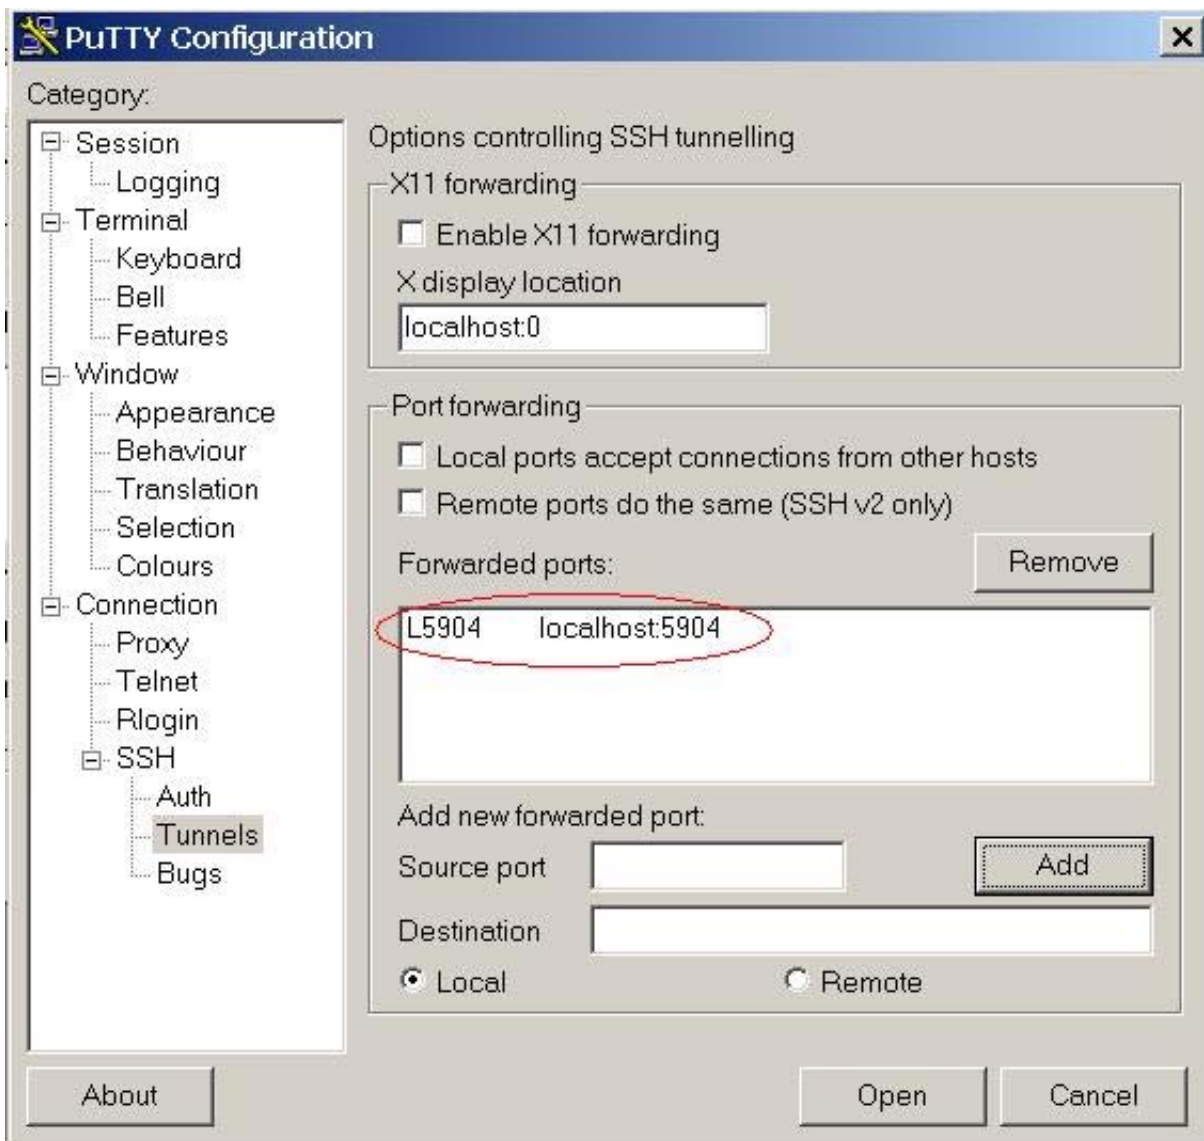 PuTTY Configuration
Category:
Session
Logging
Terminal
Keyboard
Bell
Features
Window
Appearance
Behaviour
Translation
Selection
Colours
Connection
Proxy
Telnet
Rlogin
SSH
Auth
Tunnels
Bugs
Options controlling SSH tunnelling
X11 forwarding
Enable X11 forwarding
X display location
localhost:0
Port forwarding
Local ports accept connections from other hosts
Remote ports do the same (SSH v2 only)
Forwarded ports:
Remove
L5904 localhost:5904
Add new forwarded port:
Source port
Add
Destination
Local
Remote
About
Open
Cancel